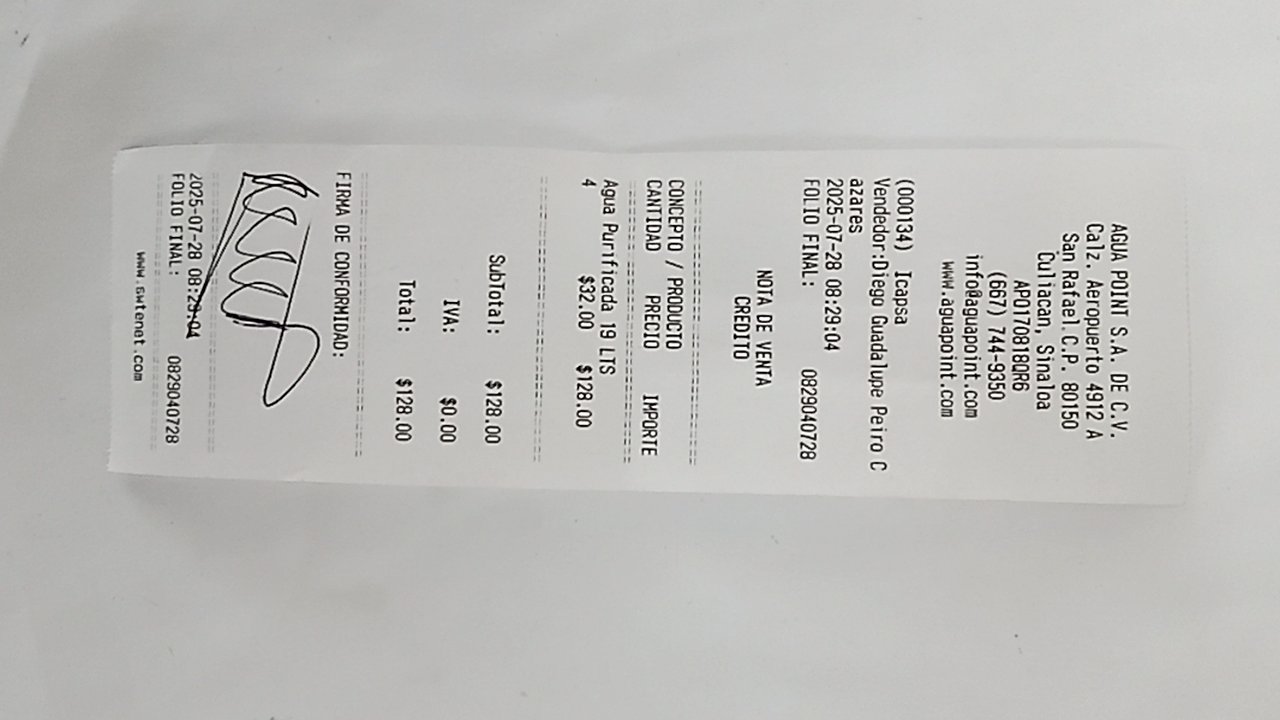 AGUA POINT S.A. DE C.V.
Calz. Aeropuerto 4912 A
San Rafael C.P. 80150
Culiacan, Sinaloa
APO170818QR6
(667) 744-9350
info@aguapoint.com
www.aguapoint.com
(000134) Icapsa
Vendedor:Diego Guadalupe Peiro C
azares
2025-07-28 08:29:04
FOLIO FINAL: 0829040728
NOTA DE VENTA
CREDITO
CONCEPTO / PRODUCTO
CANTIDAD PRECIO IMPORTE
Agua Purificada 19 LTS
4 $32.00 $128.00
SubTotal: $128.00
IVA: $0.00
Total: $128.00
FIRMA DE CONFORMIDAD:
2025-07-28 08:29:04
FOLIO FINAL: 0829040728
www.gwtenet.com